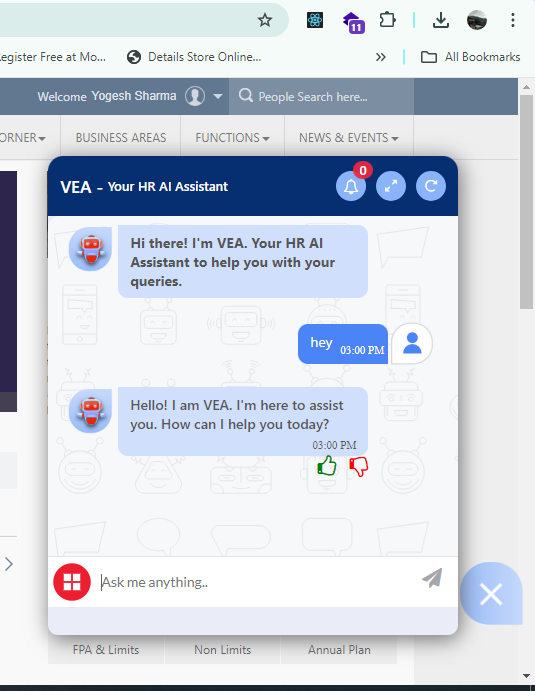 11
egister Free at Mo...
Details Store Online...
»
All Bookmarks
Welcome Yogesh Sharma
People Search here...
ORNER
BUSINESS AREAS
FUNCTIONS
NEWS & EVENTS
VEA - Your HR AI Assistant
0
Hi there! I'm VEA. Your HR AI
Assistant to help you with your
queries.
hey
03:00 PM
Hello! I am VEA. I'm here to assist
you. How can I help you today?
03:00 PM
Ask me anything..
FPA & Limits
Non Limits
Annual Plan